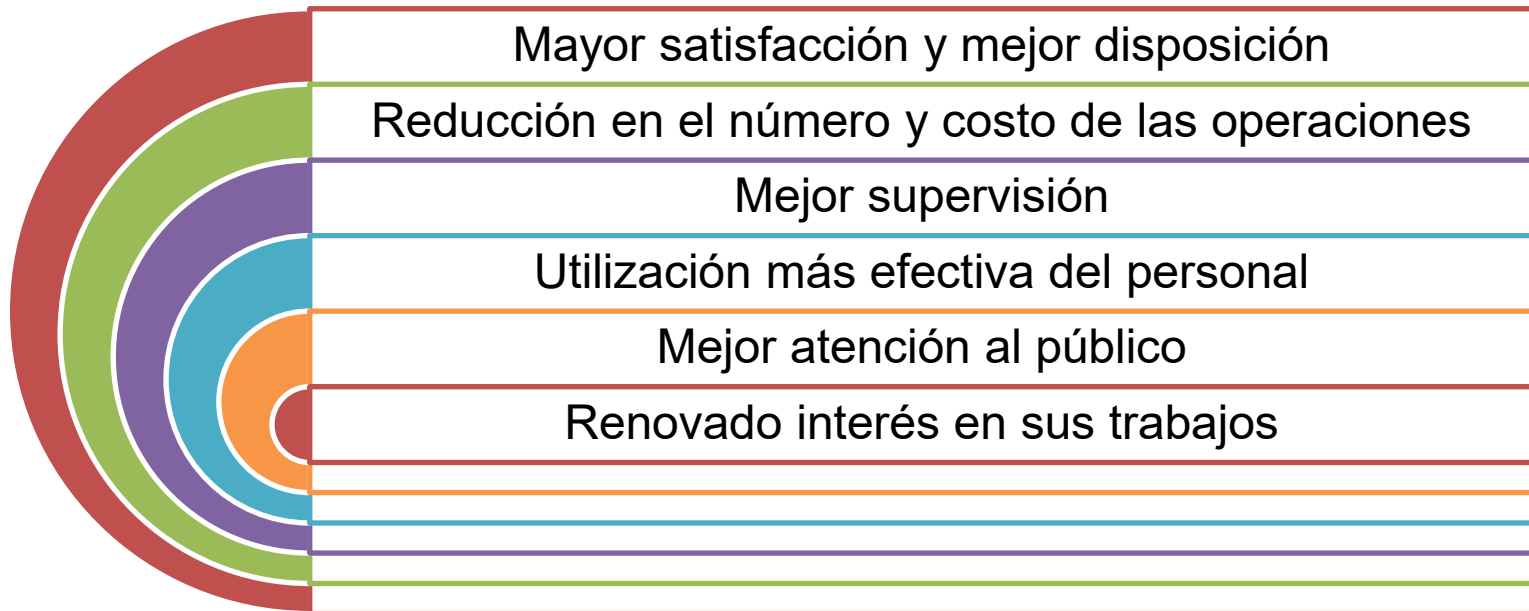 Mayor satisfacción y mejor disposición
Reducción en el número y costo de las operaciones
Mejor supervisión
Utilización más efectiva del personal
Mejor atención al público
Renovado interés en sus trabajos